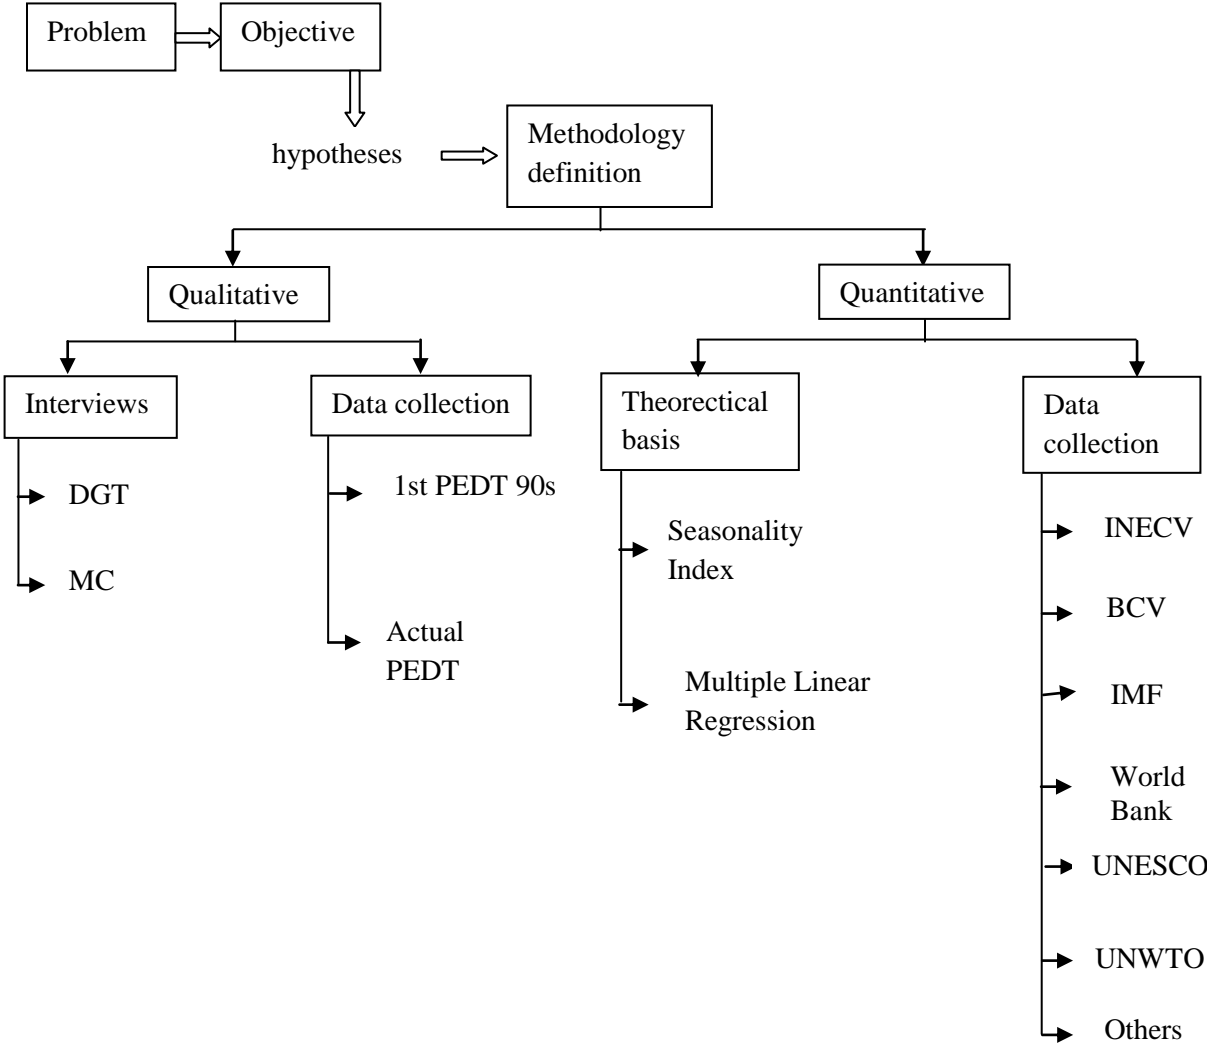 Problem
Objective
hypotheses
Methodology
definition
Qualitative
Quantitative
Interviews
DGT
MC
Data collection
1st PEDT 90s
Actual
PEDT
Theorectical
basis
Seasonality
Index
Multiple Linear
Regression
Data
collection
INECV
BCV
IMF
World
Bank
UNESCO
UNWTO
Others